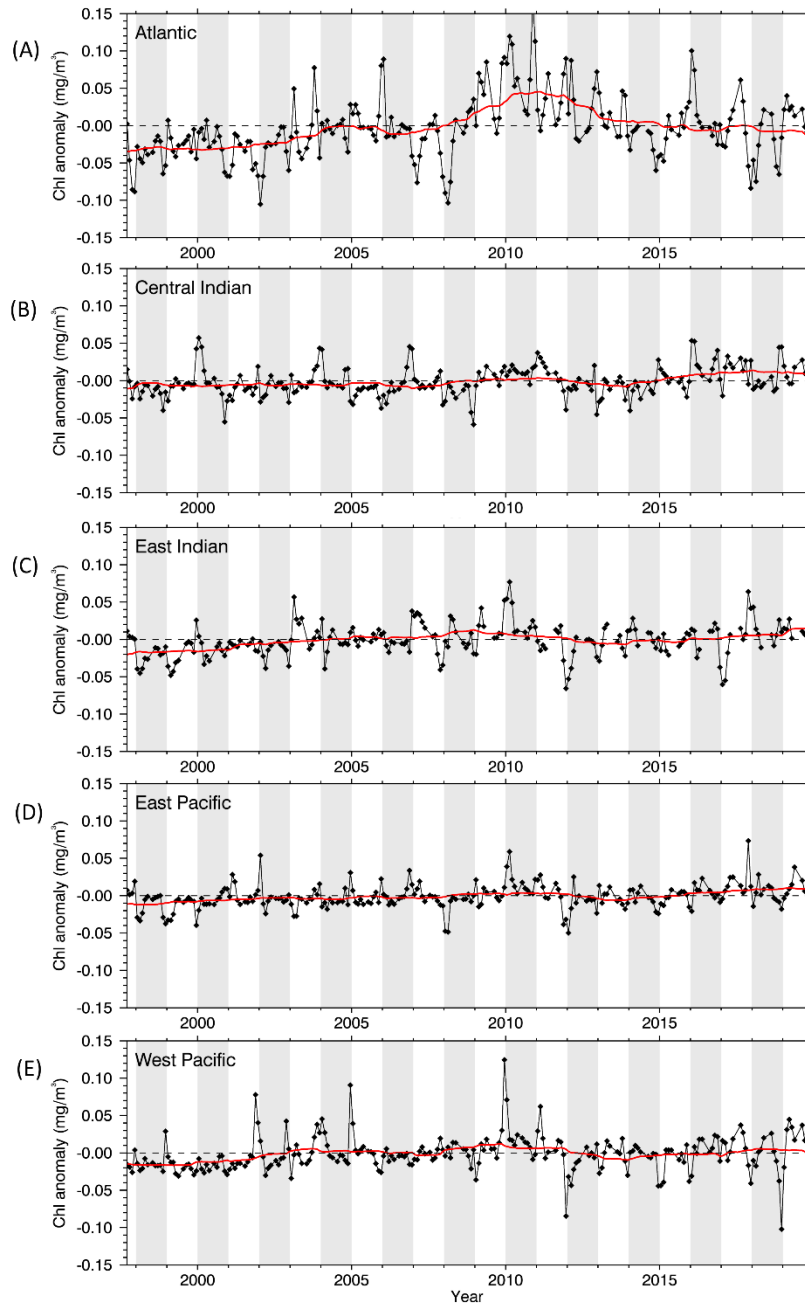 (A)
Atlantic
Chl anomaly (mg/m³)
0.15
0.10
0.05
-0.00
-0.05
-0.10
-0.15
2000 2005 2010 2015
(B)
Central Indian
Chl anomaly (mg/m³)
0.15
0.10
0.05
-0.00
-0.05
-0.10
-0.15
2000 2005 2010 2015
(C)
East Indian
Chl anomaly (mg/m³)
0.15
0.10
0.05
-0.00
-0.05
-0.10
-0.15
2000 2005 2010 2015
(D)
East Pacific
Chl anomaly (mg/m³)
0.15
0.10
0.05
-0.00
-0.05
-0.10
-0.15
2000 2005 2010 2015
(E)
West Pacific
Chl anomaly (mg/m³)
0.15
0.10
0.05
-0.00
-0.05
-0.10
-0.15
2000 2005 2010 2015
Year